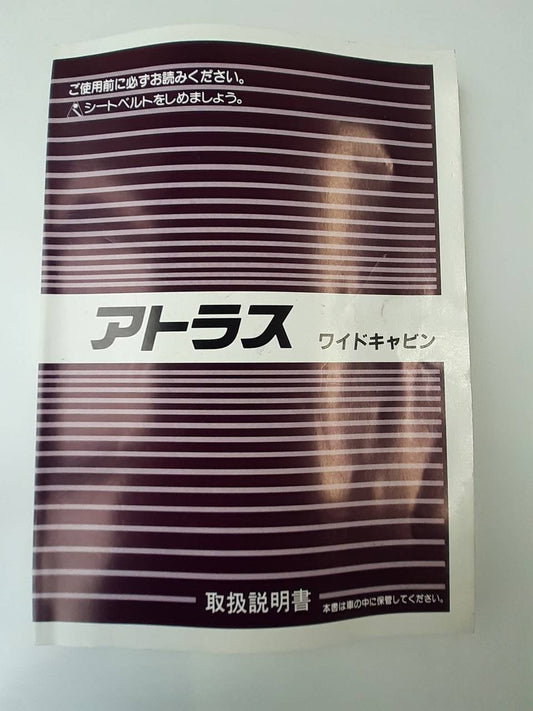 ご使用前に必ずお読みください。
シートベルトをしめましょう。
アトラス ワイドキャビン
取扱説明書 本書は車の中に保管してください。